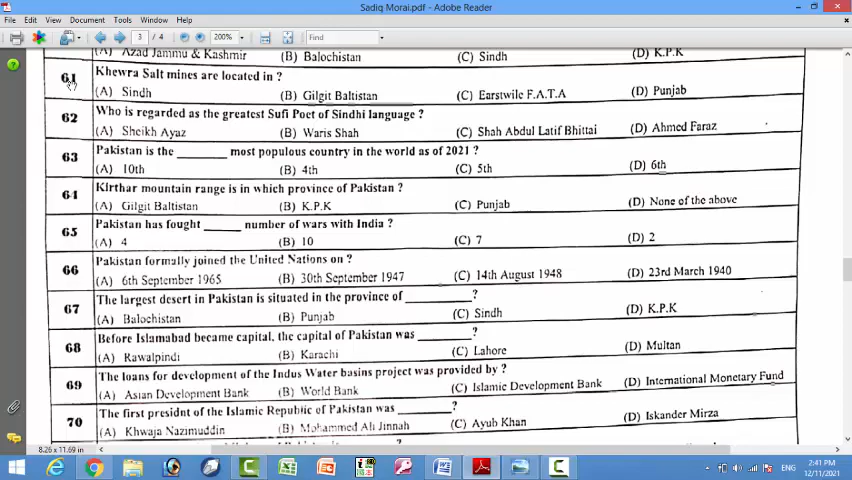 Sadiq Morai.pdf - Adobe Reader
File Edit View Document Tools Window Help
3 / 4 200% Find
(A) Azad Jammu & Kashmir (B) Balochistan (C) Sindh (D) K.P.K
61 Khewra Salt mines are located in ?
(A) Sindh (B) Gilgit Baltistan (C) Earstwile F.A.T.A (D) Punjab
62 Who is regarded as the greatest Sufi Poet of Sindhi language ?
(A) Sheikh Ayaz (B) Waris Shah (C) Shah Abdul Latif Bhittai (D) Ahmed Faraz
63 Pakistan is the _______ most populous country in the world as of 2021 ?
(A) 10th (B) 4th (C) 5th (D) 6th
64 Kirthar mountain range is in which province of Pakistan ?
(A) Gilgit Baltistan (B) K.P.K (C) Punjab (D) None of the above
65 Pakistan has fought _____ number of wars with India ?
(A) 4 (B) 10 (C) 7 (D) 2
66 Pakistan formally joined the United Nations on ?
(A) 6th September 1965 (B) 30th September 1947 (C) 14th August 1948 (D) 23rd March 1940
67 The largest desert in Pakistan is situated in the province of _________ ?
(A) Balochistan (B) Punjab (C) Sindh (D) K.P.K
68 Before Islamabad became capital, the capital of Pakistan was ________ ?
(A) Rawalpindi (B) Karachi (C) Lahore (D) Multan
69 The loans for development of the Indus Water basins project was provided by ?
(A) Asian Development Bank (B) World Bank (C) Islamic Development Bank (D) International Monetary Fund
70 The first presidnt of the Islamic Republic of Pakistan was _________ ?
(A) Khwaja Nazimuddin (B) Mohammed Ali Jinnah (C) Ayub Khan (D) Iskander Mirza
8.26 x 11.69 in
ENG
2:41 PM
12/11/2021